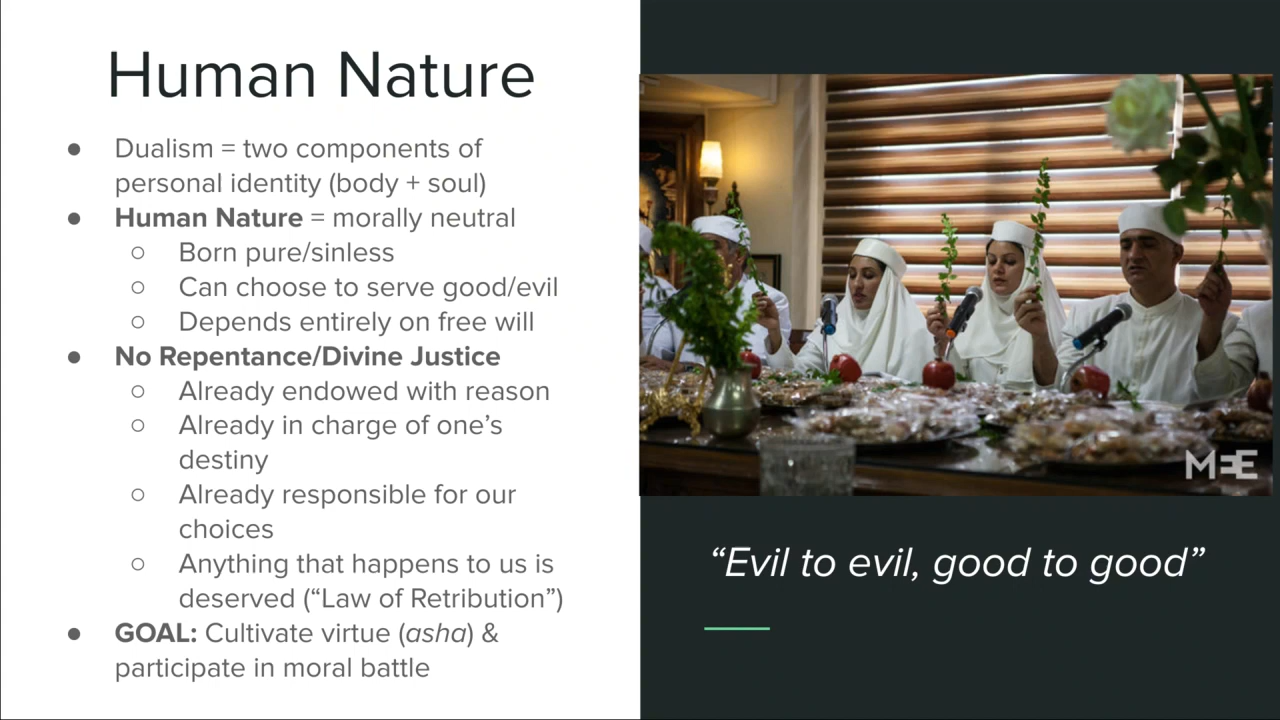 Human Nature
● Dualism = two components of
personal identity (body + soul)
● Human Nature = morally neutral
○ Born pure/sinless
○ Can choose to serve good/evil
○ Depends entirely on free will
● No Repentance/Divine Justice
○ Already endowed with reason
○ Already in charge of one’s
destiny
○ Already responsible for our
choices
○ Anything that happens to us is
deserved (“Law of Retribution”)
● GOAL: Cultivate virtue (asha) &
participate in moral battle
MEE
“Evil to evil, good to good”